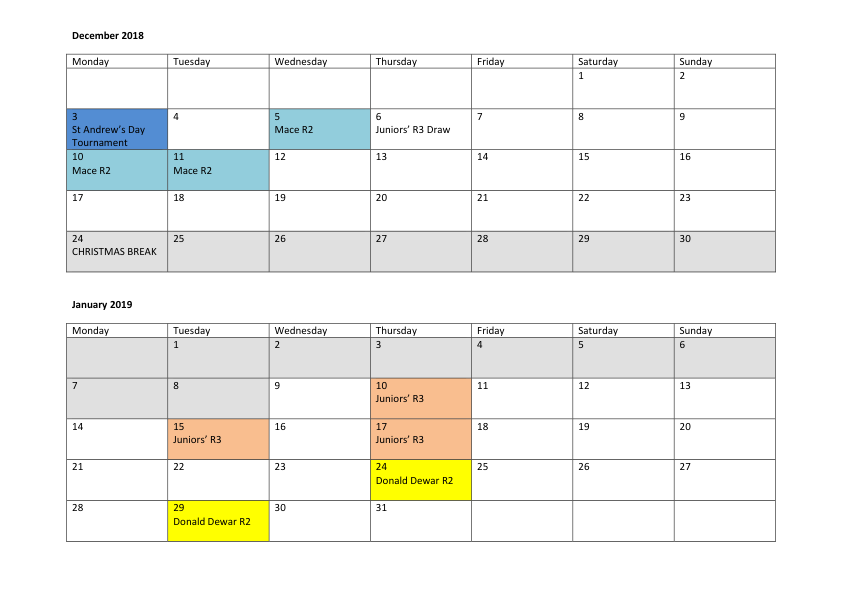 December 2018
Monday Tuesday Wednesday Thursday Friday Saturday Sunday
1 2
3 4 5 6 7 8 9
St Andrew’s Day Mace R2 Juniors’ R3 Draw
Tournament
10 11 12 13 14 15 16
Mace R2 Mace R2
17 18 19 20 21 22 23
24 25 26 27 28 29 30
CHRISTMAS BREAK
January 2019
Monday Tuesday Wednesday Thursday Friday Saturday Sunday
1 2 3 4 5 6
7 8 9 10 11 12 13
Juniors’ R3
14 15 16 17 18 19 20
Juniors’ R3 Juniors’ R3
21 22 23 24 25 26 27
Donald Dewar R2
28 29 30 31
Donald Dewar R2